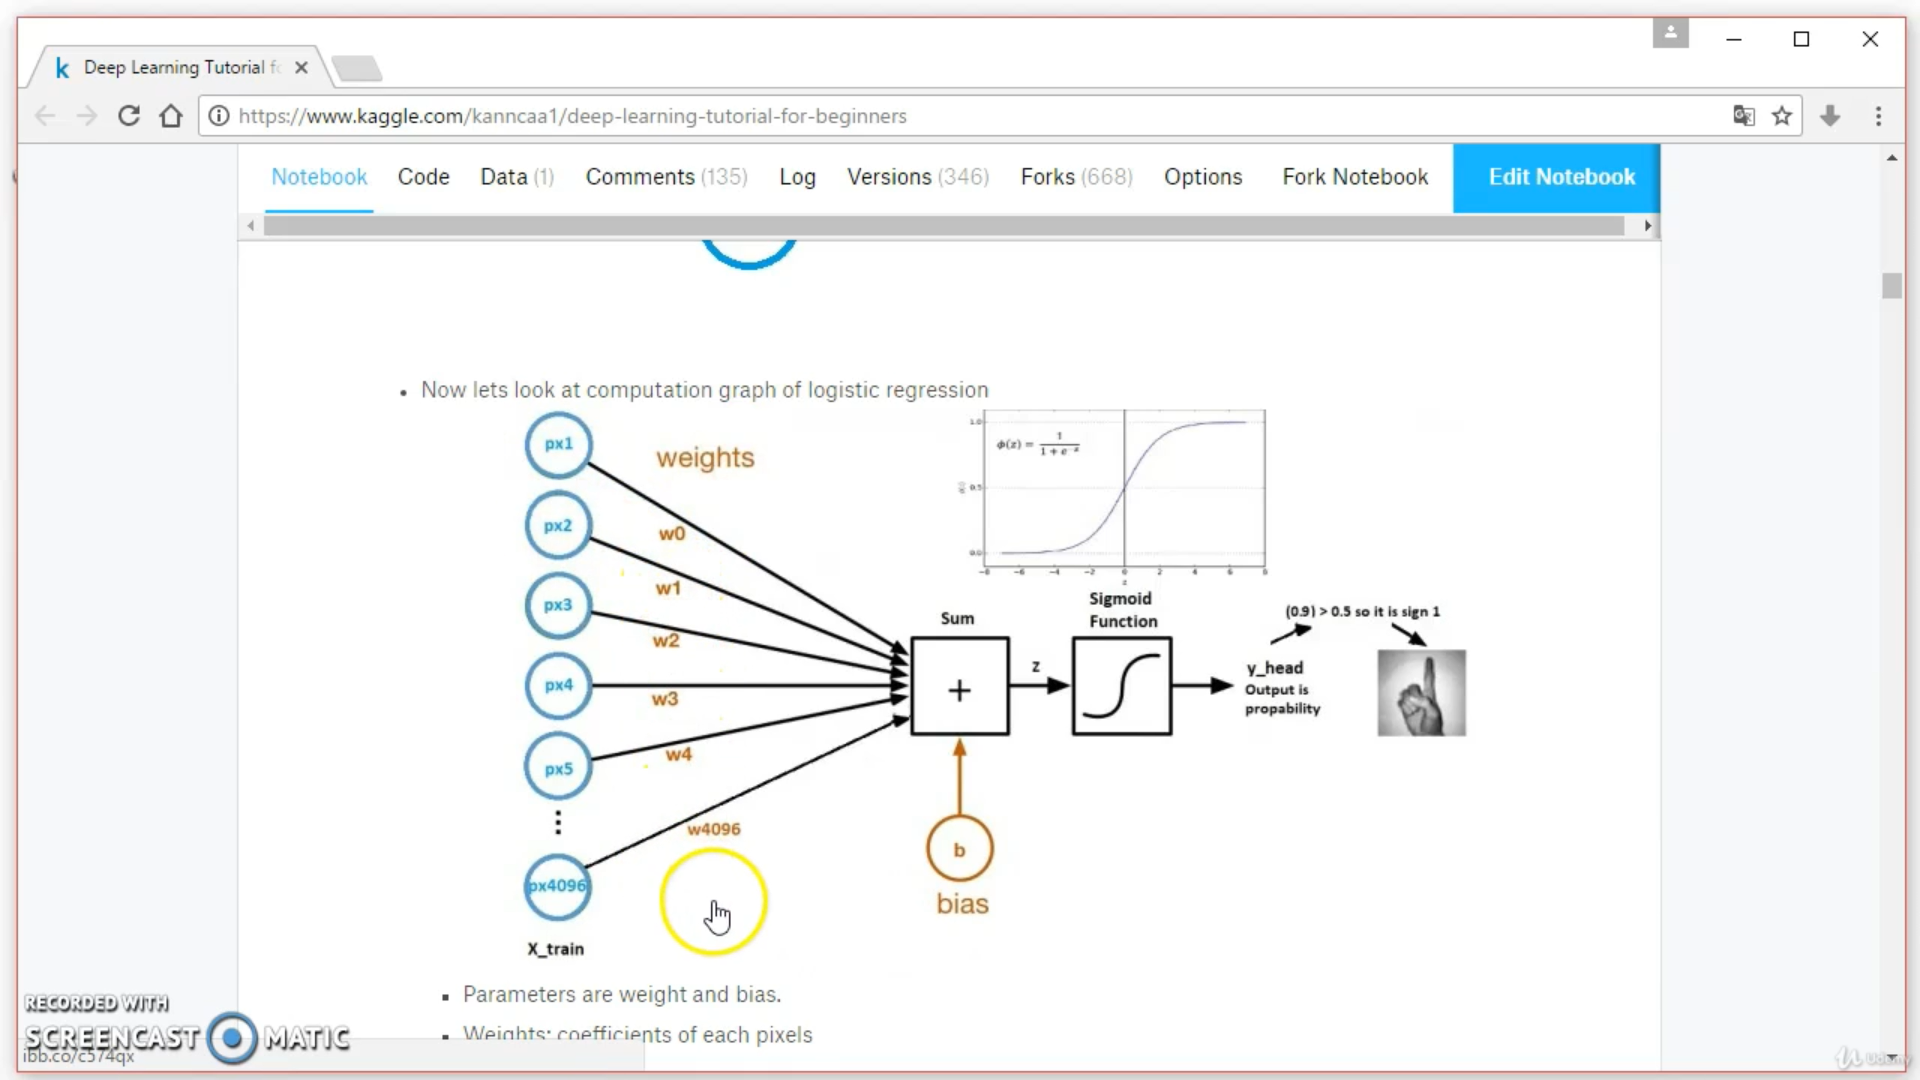 k Deep Learning Tutorial fo
https://www.kaggle.com/kanncaa1/deep-learning-tutorial-for-beginners
Notebook Code Data (1) Comments (135) Log Versions (346) Forks (668) Options Fork Notebook Edit Notebook
Now lets look at computation graph of logistic regression
px1
px2
px3
px4
px5
px4096
X_train
weights
w0
w1
w2
w3
w4
w4096
1.0
0.5
0.0
ϕ(z) = 1 / 1 + e^-z
-8 -6 -4 -2 0 2 4 6 8
z
Sum
+
z
b
bias
Sigmoid
Function
(0.9) > 0.5 so it is sign 1
y_head
Output is
propability
Parameters are weight and bias.
Weights: coefficients of each pixels
RECORDED WITH
SCREENCAST MATIC
ibb.co/c574qx
Udemy